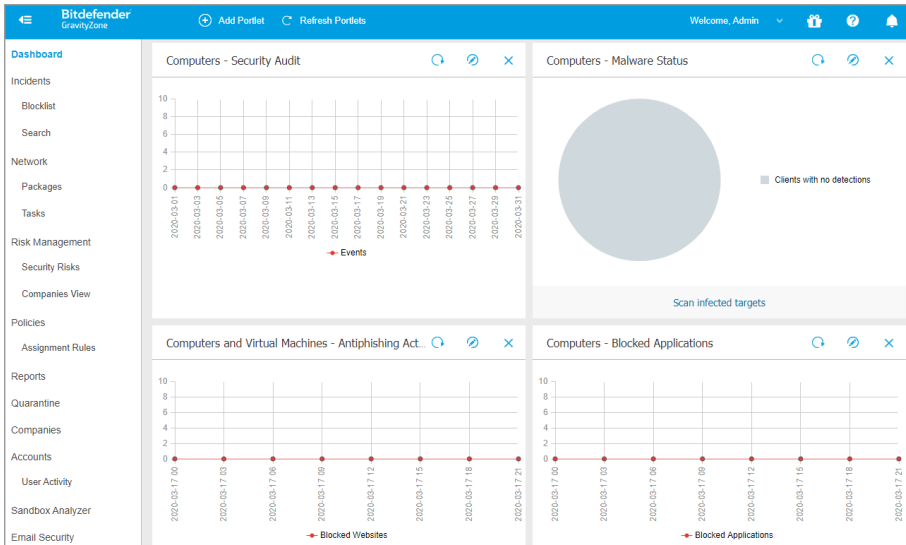 Bitdefender
GravityZone
Add Portlet
Refresh Portlets
Welcome, Admin
Dashboard
Incidents
Blocklist
Search
Network
Packages
Tasks
Risk Management
Security Risks
Companies View
Policies
Assignment Rules
Reports
Quarantine
Companies
Accounts
User Activity
Sandbox Analyzer
Email Security
Computers - Security Audit
10
8
6
4
2
0
2020-03-01
2020-03-03
2020-03-05
2020-03-07
2020-03-09
2020-03-11
2020-03-13
2020-03-15
2020-03-17
2020-03-19
2020-03-21
2020-03-23
2020-03-25
2020-03-27
2020-03-29
2020-03-31
Events
Computers - Malware Status
Clients with no detections
Scan infected targets
Computers and Virtual Machines - Antiphishing Act...
10
8
6
4
2
0
2020-03-17 00
2020-03-17 03
2020-03-17 06
2020-03-17 09
2020-03-17 12
2020-03-17 15
2020-03-17 18
2020-03-17 21
Blocked Websites
Computers - Blocked Applications
10
8
6
4
2
0
2020-03-17 00
2020-03-17 03
2020-03-17 06
2020-03-17 09
2020-03-17 12
2020-03-17 15
2020-03-17 18
2020-03-17 21
Blocked Applications